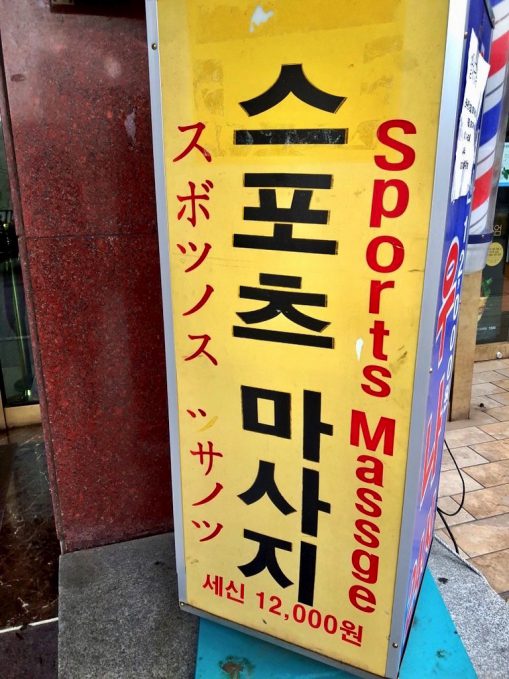 스포츠 마사지
Sports Massge
スボツノス ッサノツ
세신 12,000원